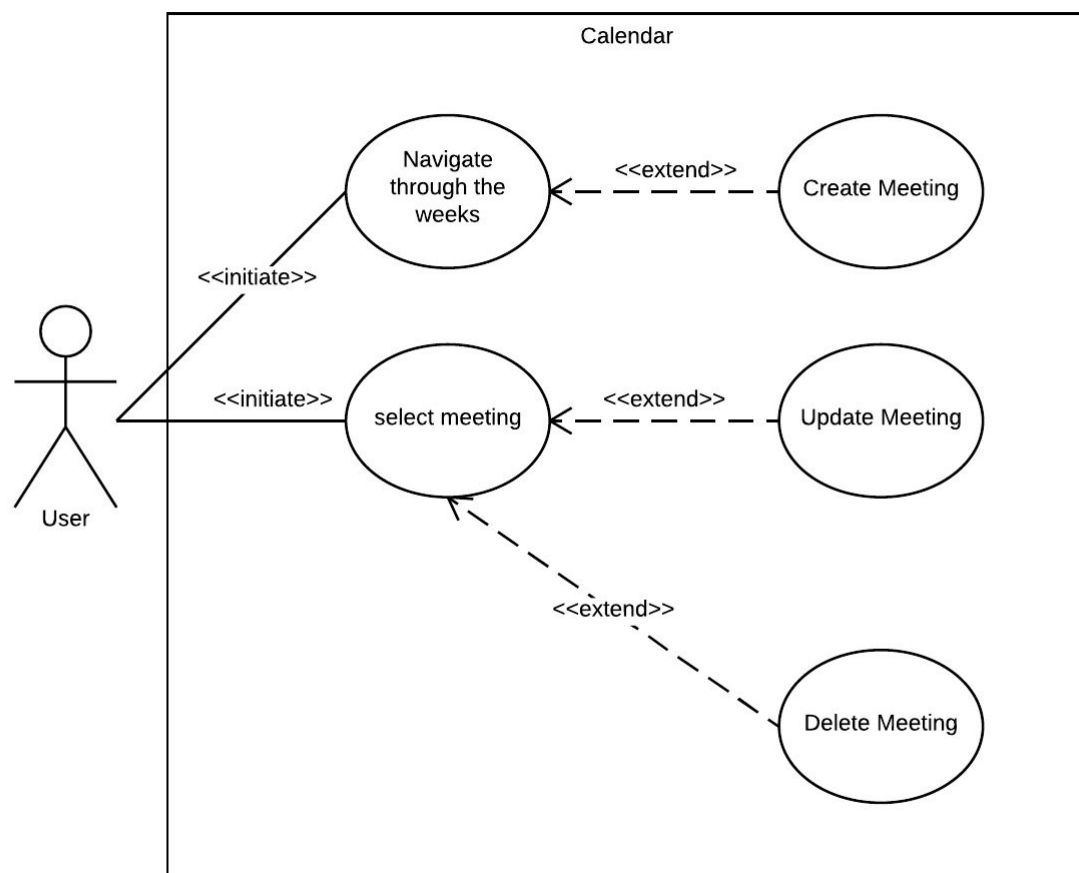 Calendar
Navigate
through the
weeks
<<extend>>
Create Meeting
<<initiate>>
<<initiate>>
select meeting
<<extend>>
Update Meeting
User
<<extend>>
Delete Meeting